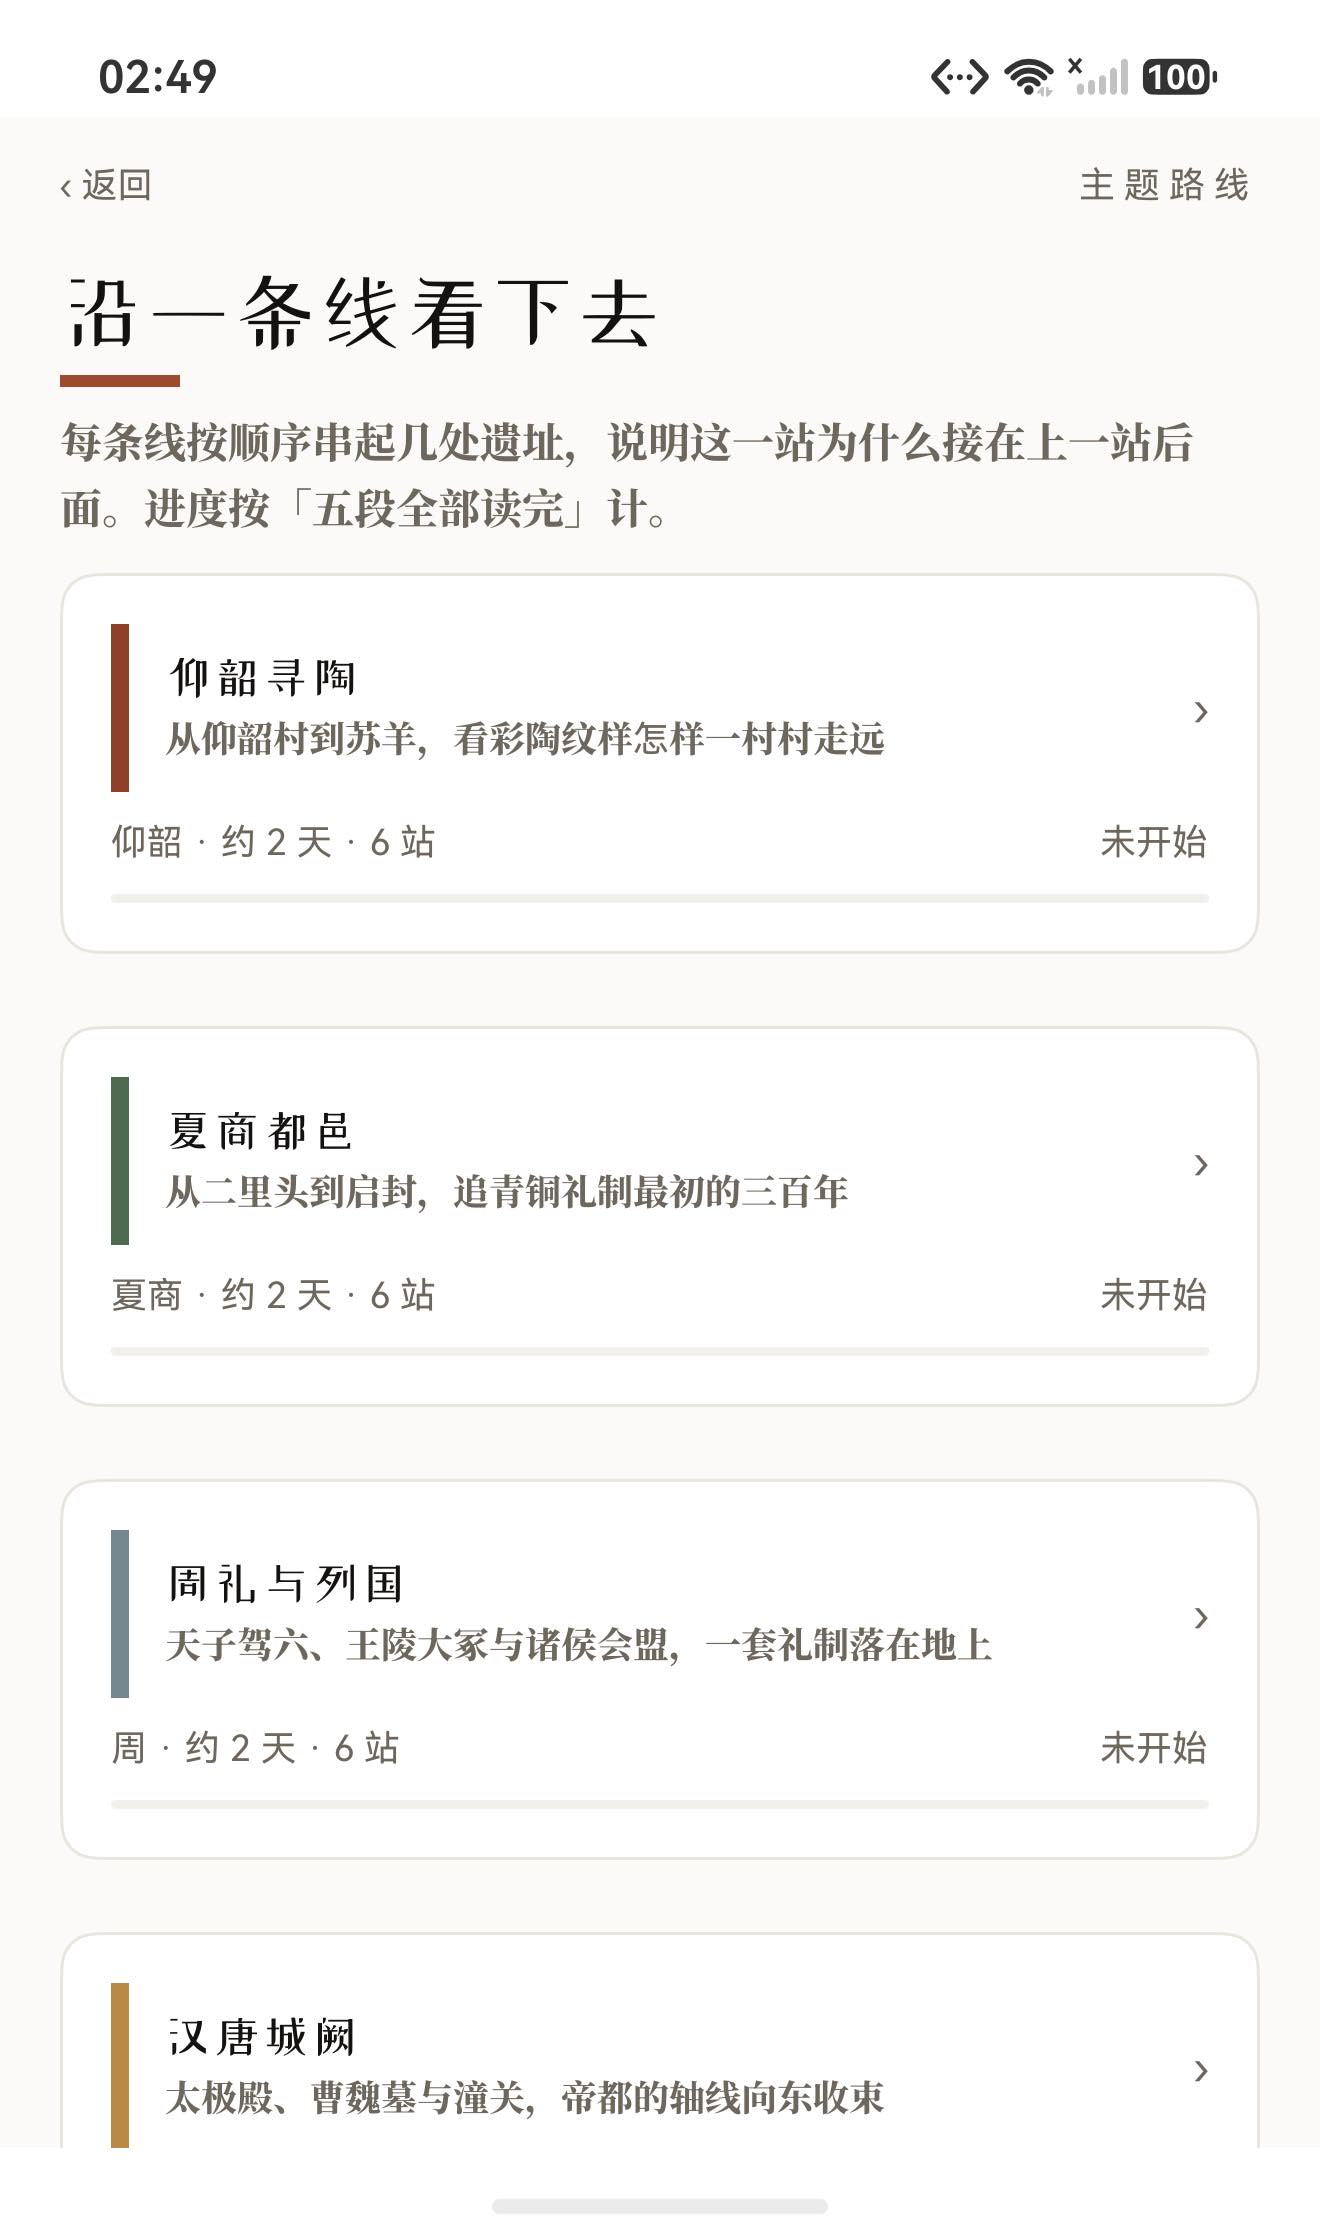 02:49
100
‹ 返回
主题路线
沿一条线看下去
每条线按顺序串起几处遗址，说明这一站为什么接在上一站后
面。进度按「五段全部读完」计。
仰韶寻陶
从仰韶村到苏羊，看彩陶纹样怎样一村村走远
›
仰韶 · 约 2 天 · 6 站
未开始
夏商都邑
从二里头到启封，追青铜礼制最初的三百年
›
夏商 · 约 2 天 · 6 站
未开始
周礼与列国
天子驾六、王陵大冢与诸侯会盟，一套礼制落在地上
›
周 · 约 2 天 · 6 站
未开始
汉唐城阙
太极殿、曹魏墓与潼关，帝都的轴线向东收束
›